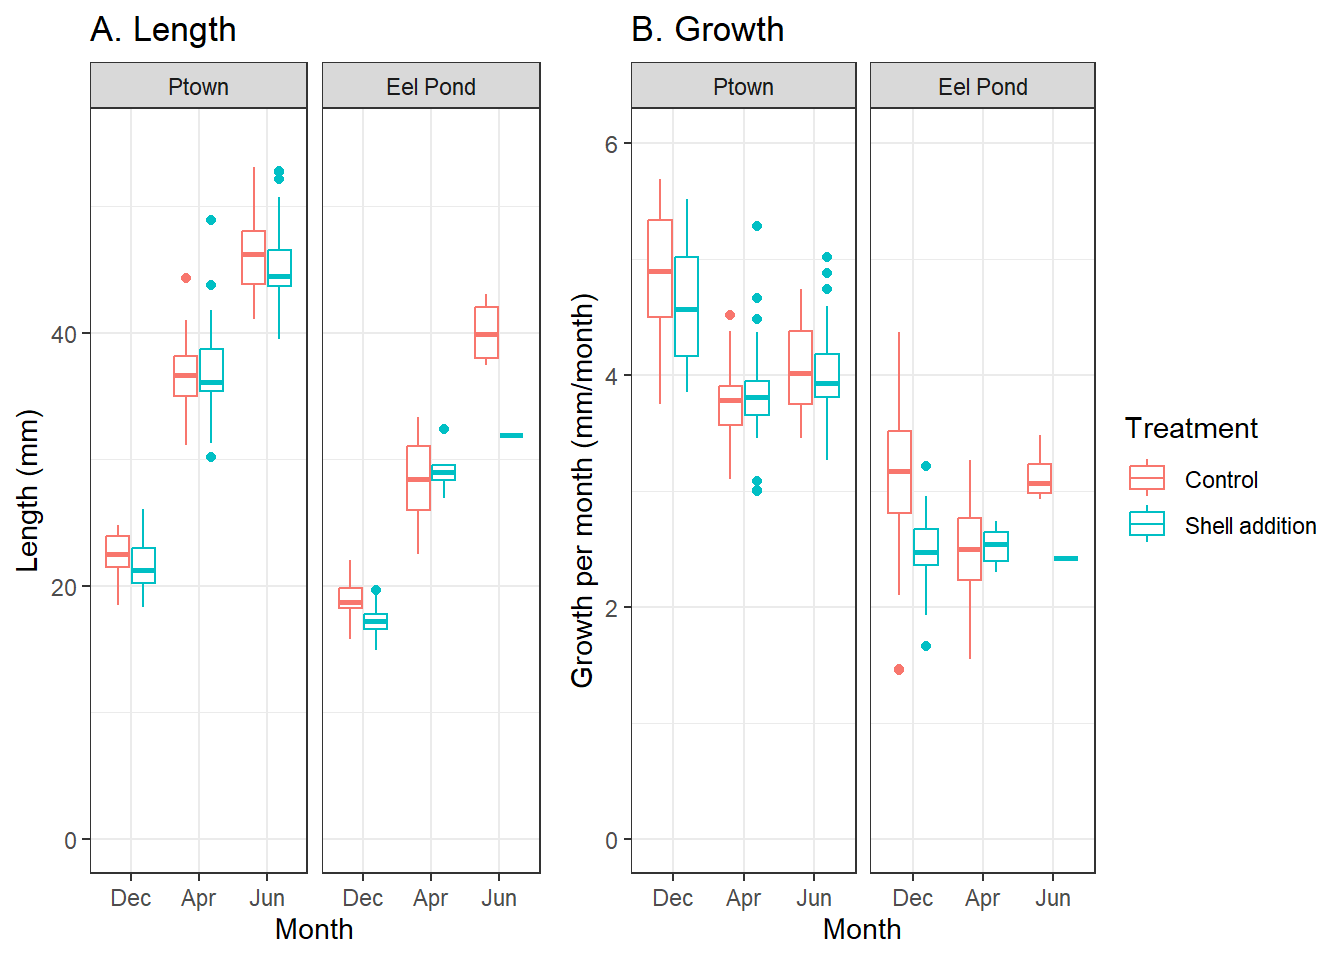 A. Length
B. Growth
Ptown
Eel Pond
Ptown
Eel Pond
Length (mm)
40
20
0
Growth per month (mm/month)
6
4
2
0
Dec
Apr
Jun
Dec
Apr
Jun
Dec
Apr
Jun
Dec
Apr
Jun
Month
Month
Treatment
Control
Shell addition